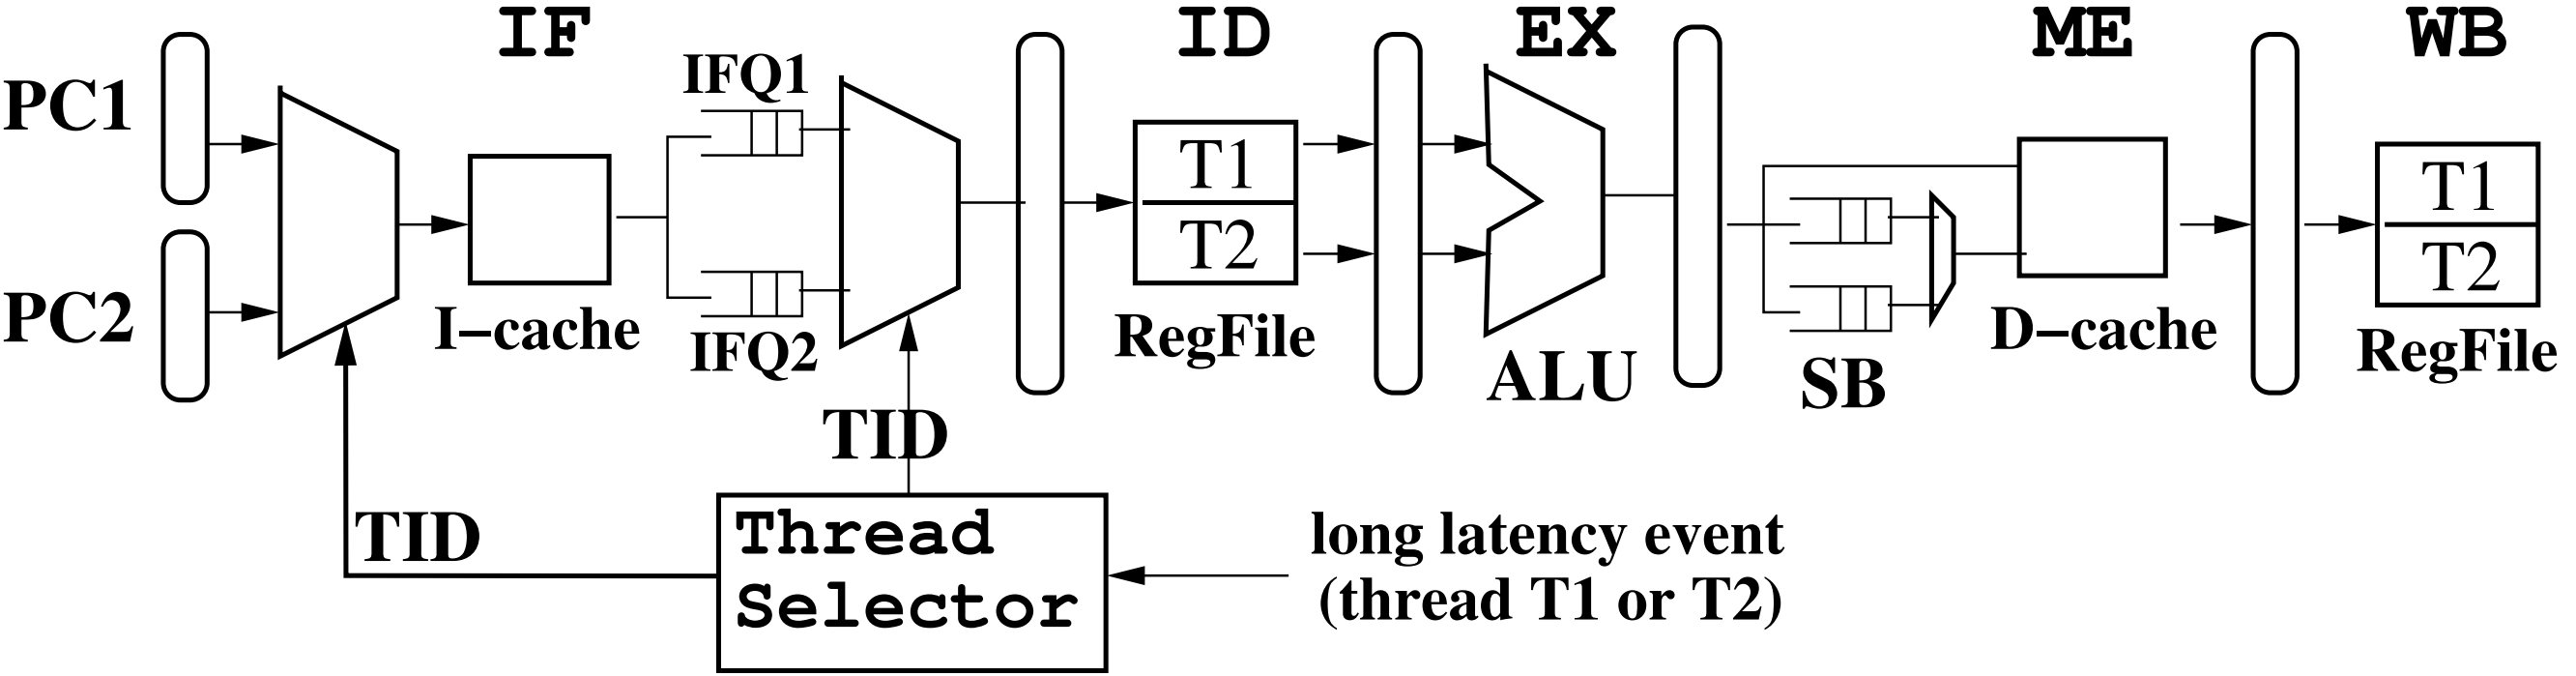 IF
ID
EX
ME
WB
PC1
PC2
I–cache
IFQ1
IFQ2
TID
TID
T1
T2
RegFile
ALU
SB
D–cache
T1
T2
RegFile
Thread
Selector
long latency event
(thread T1 or T2)